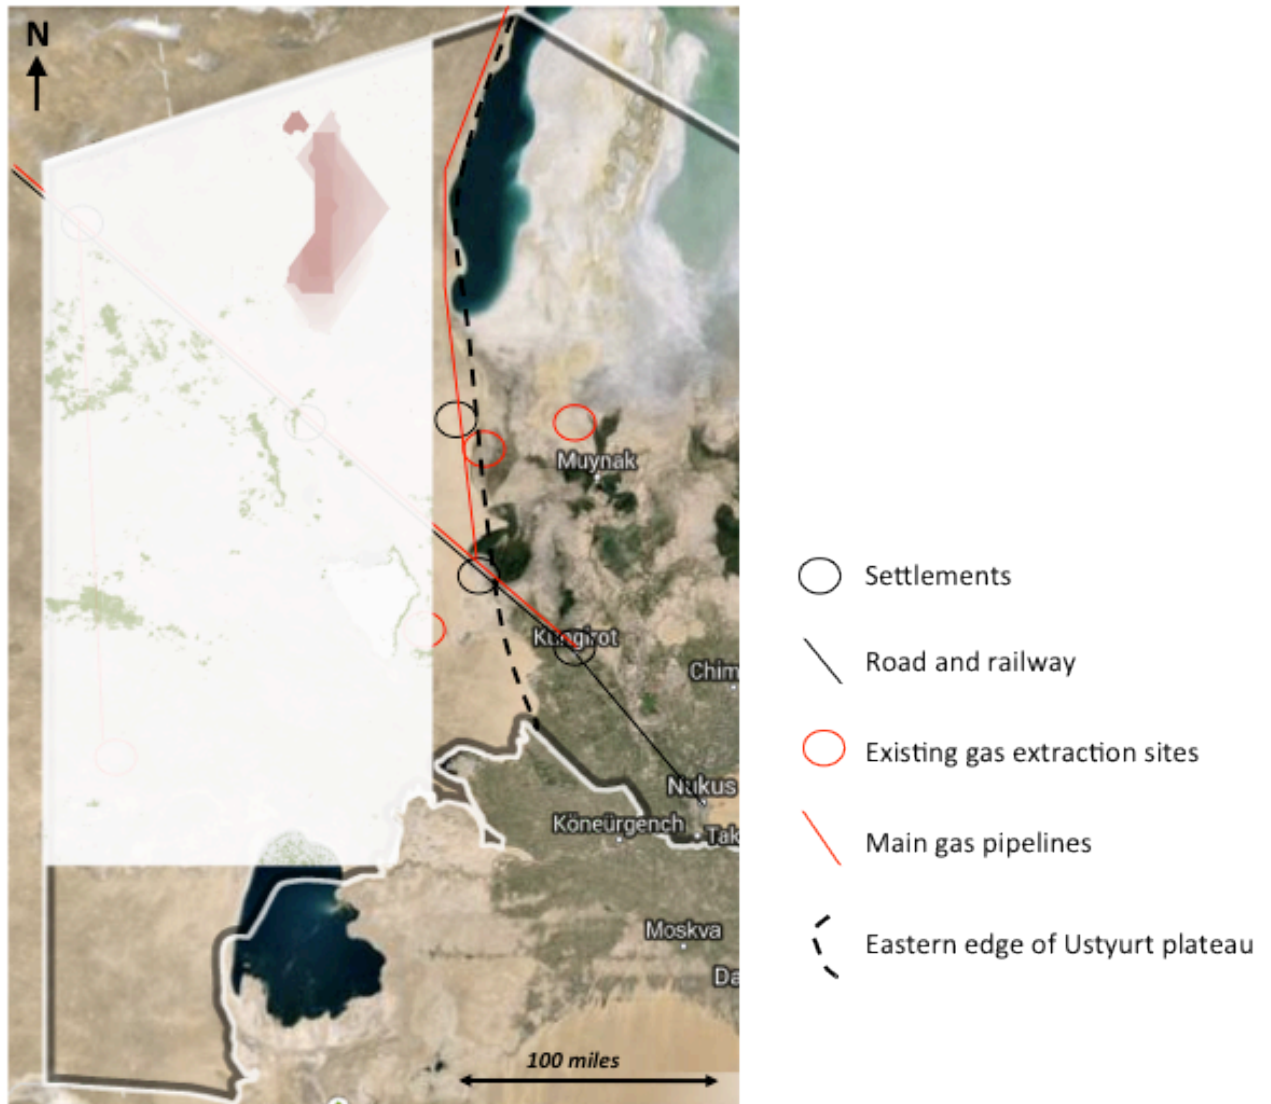 N
Muynak
Kungirot
Chim
Nukus
Köneürgench
Tak
Moskva
Da
100 miles
Settlements
Road and railway
Existing gas extraction sites
Main gas pipelines
Eastern edge of Ustyurt plateau